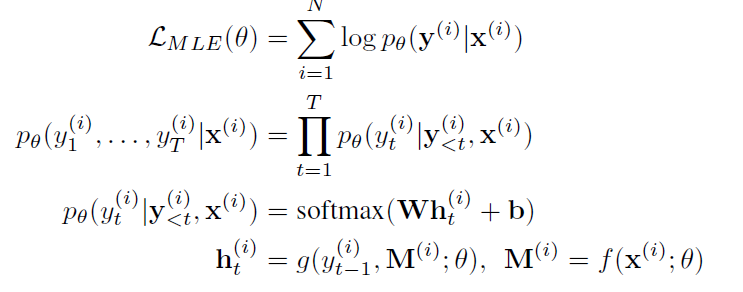 $\mathcal{L}_{MLE}(\theta) = \sum_{i=1}^{N} \log p_\theta(\mathbf{y}^{(i)}|\mathbf{x}^{(i)})$
$p_\theta(y_1^{(i)}, \ldots, y_T^{(i)}|\mathbf{x}^{(i)}) = \prod_{t=1}^{T} p_\theta(y_t^{(i)}|\mathbf{y}_{<t}^{(i)}, \mathbf{x}^{(i)})$
$p_\theta(y_t^{(i)}|\mathbf{y}_{<t}^{(i)}, \mathbf{x}^{(i)}) = \text{softmax}(\mathbf{W}\mathbf{h}_t^{(i)} + \mathbf{b})$
$\mathbf{h}_t^{(i)} = g(y_{t-1}^{(i)}, \mathbf{M}^{(i)}; \theta), \ \mathbf{M}^{(i)} = f(\mathbf{x}^{(i)}; \theta)$